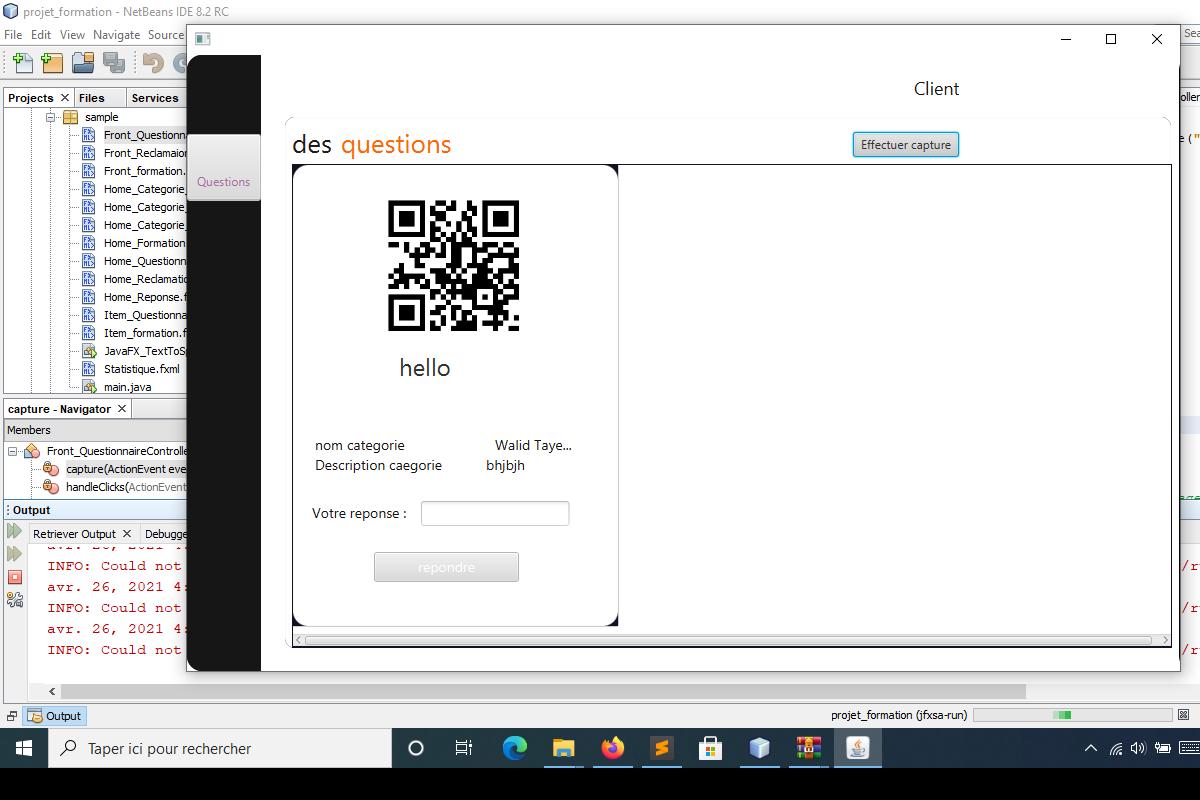 projet_formation - NetBeans IDE 8.2 RC
File Edit View Navigate Source
Projects Files Services
sample
Front_Questionn
Front_Reclamaion
Front_formation.
Home_Categorie_
Home_Categorie_
Home_Categorie_
Home_Formation
Home_Questionn
Home_Reclamatio
Home_Reponse.f
Item_Questionna
Item_formation.f
JavaFX_TextToSp
Statistique.fxml
main.java
capture - Navigator
Members
Front_QuestionnaireControlle
capture(ActionEvent eve
handleClicks(ActionEvent
Output
Retriever Output Debugge
INFO: Could not
avr. 26, 2021 4:
INFO: Could not
avr. 26, 2021 4:
INFO: Could not
Client
des questions
Effectuer capture
Questions
hello
nom categorie Walid Taye...
Description caegorie bhjbjh
Votre reponse :
repondre
Output
projet_formation (jfxsa-run)
Taper ici pour rechercher